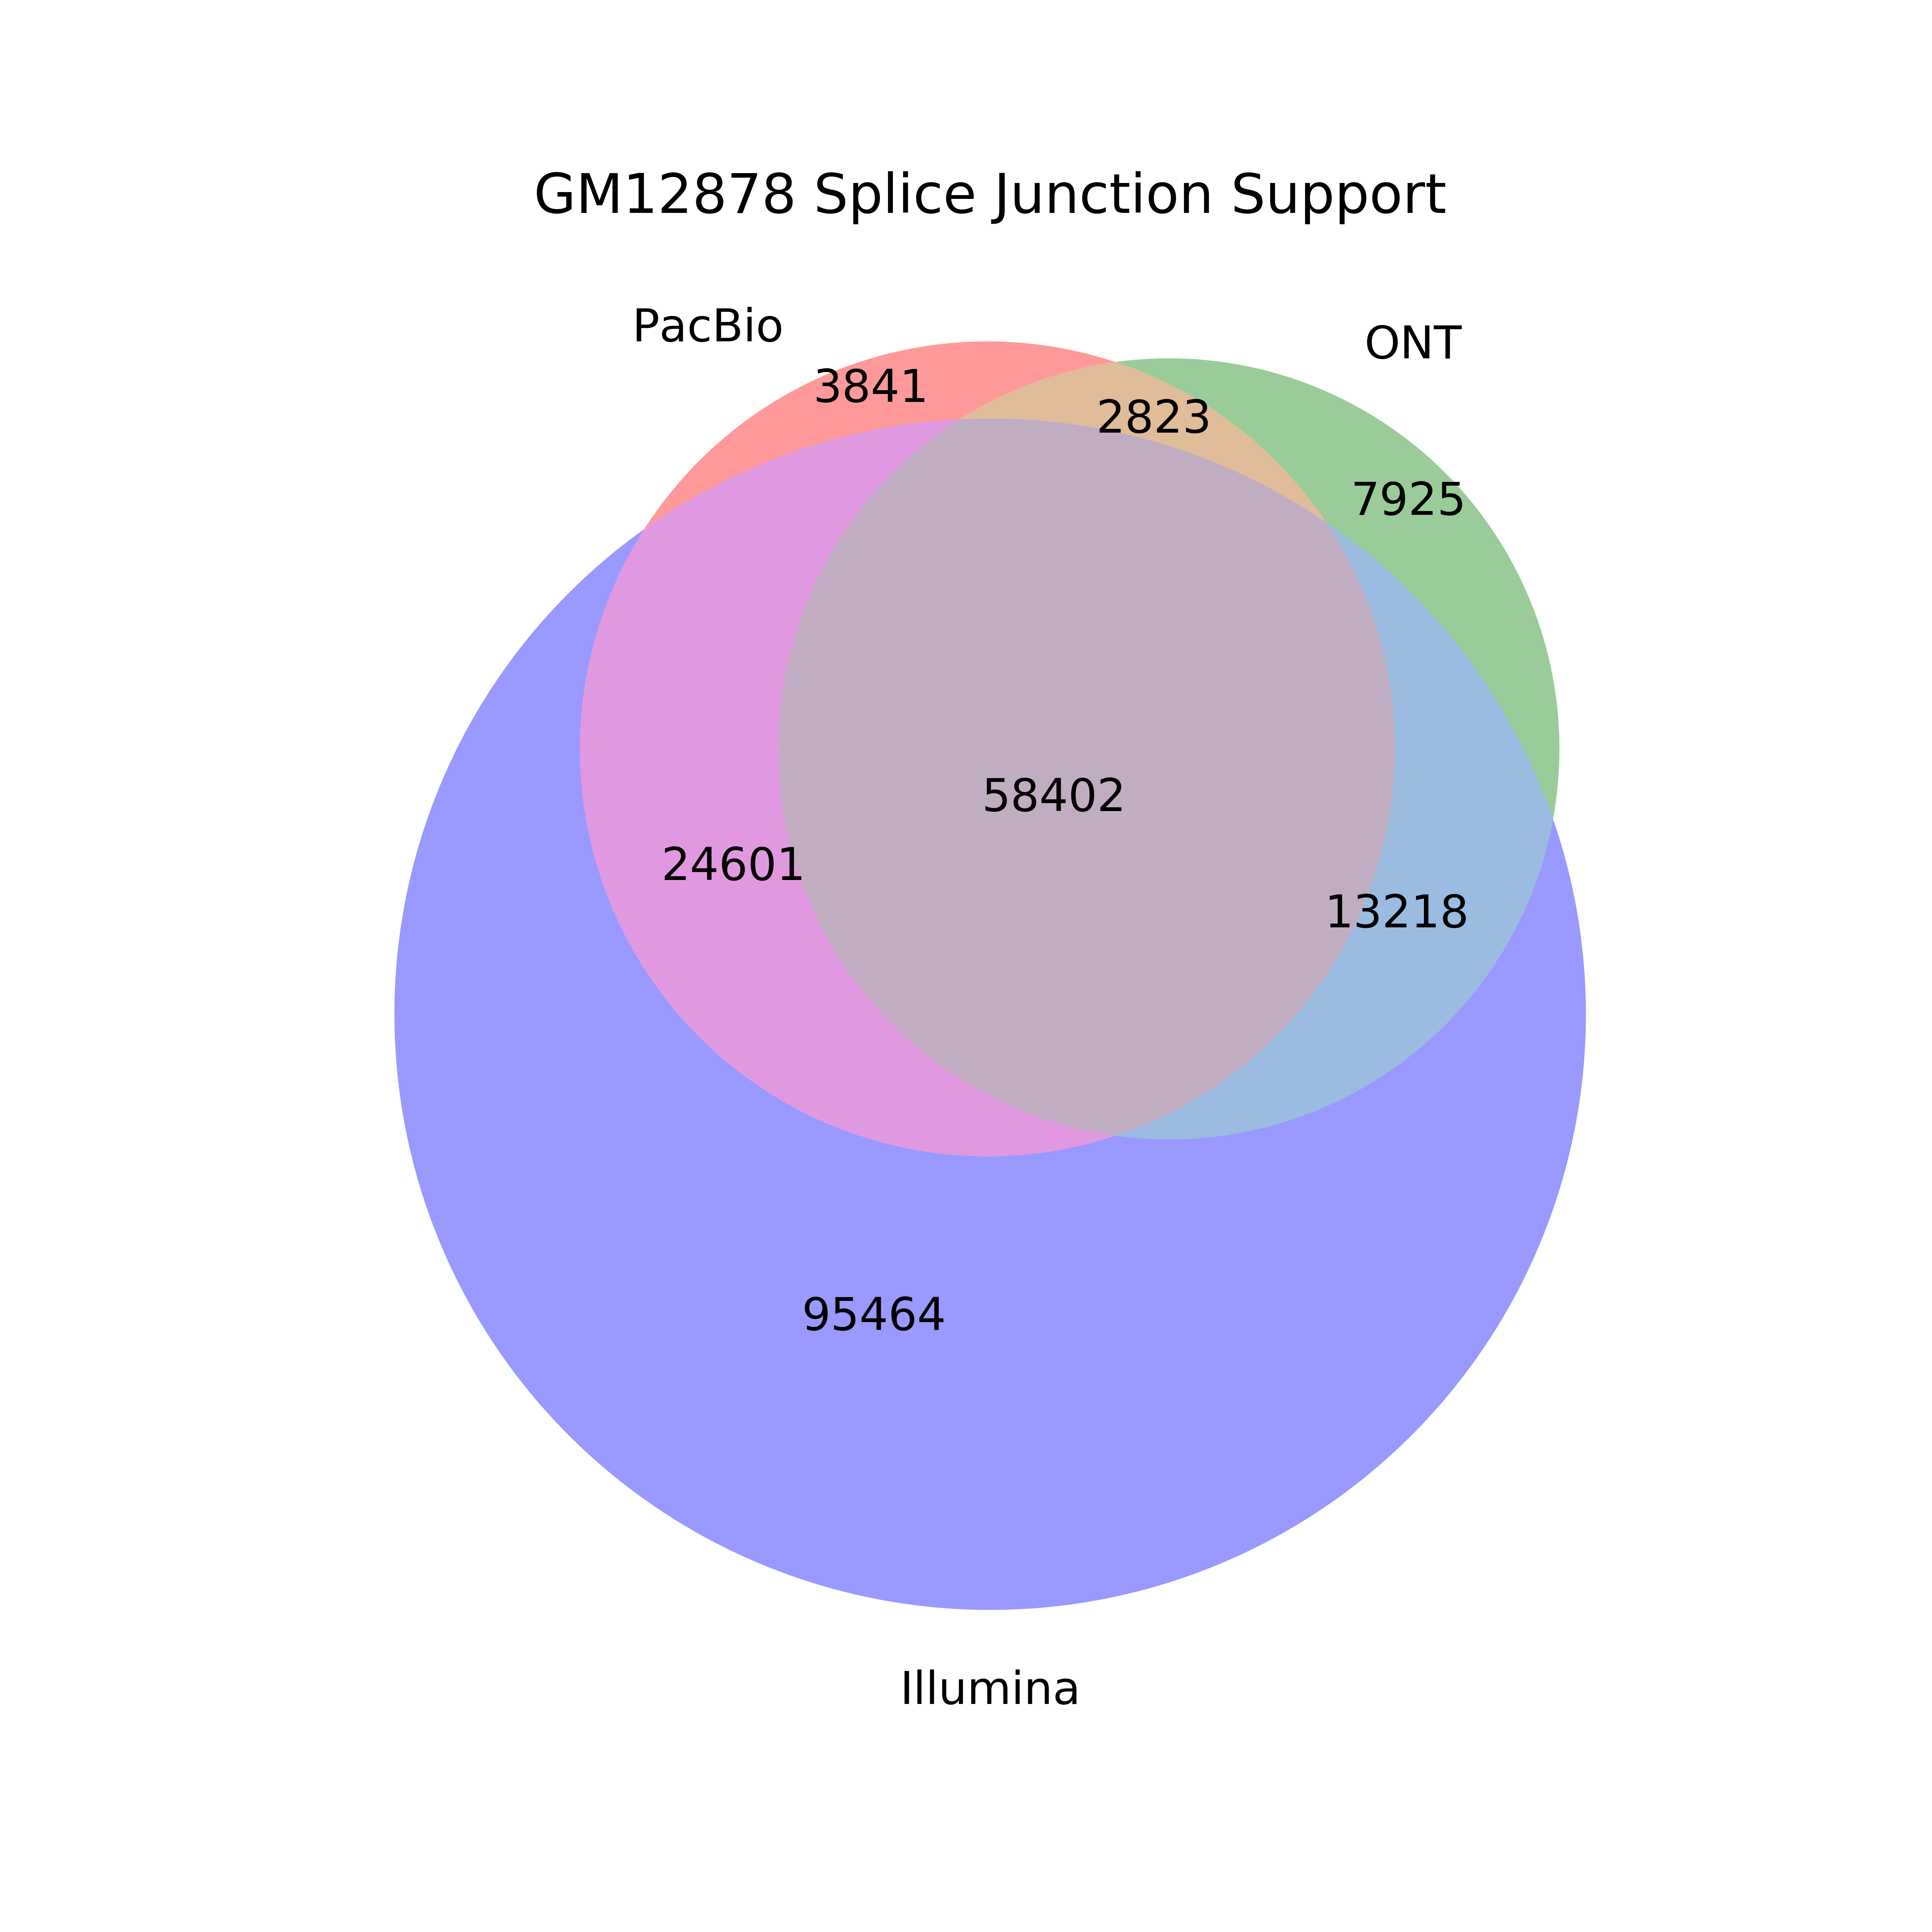 GM12878 Splice Junction Support
PacBio
ONT
3841
2823
7925
58402
24601
13218
95464
Illumina